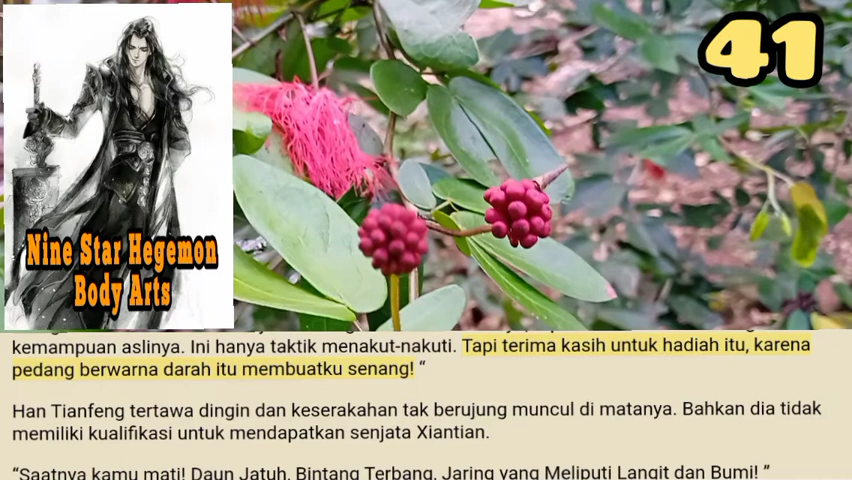 41
Nine Star Hegemon
Body Arts
kemampuan aslinya. Ini hanya taktik menakut-nakuti. Tapi terima kasih untuk hadiah itu, karena
pedang berwarna darah itu membuatku senang! “
Han Tianfeng tertawa dingin dan keserakahan tak berujung muncul di matanya. Bahkan dia tidak
memiliki kualifikasi untuk mendapatkan senjata Xiantian.
“Saatnya kamu mati! Daun Jatuh, Bintang Terbang, Jaring yang Meliputi Langit dan Bumi! ”